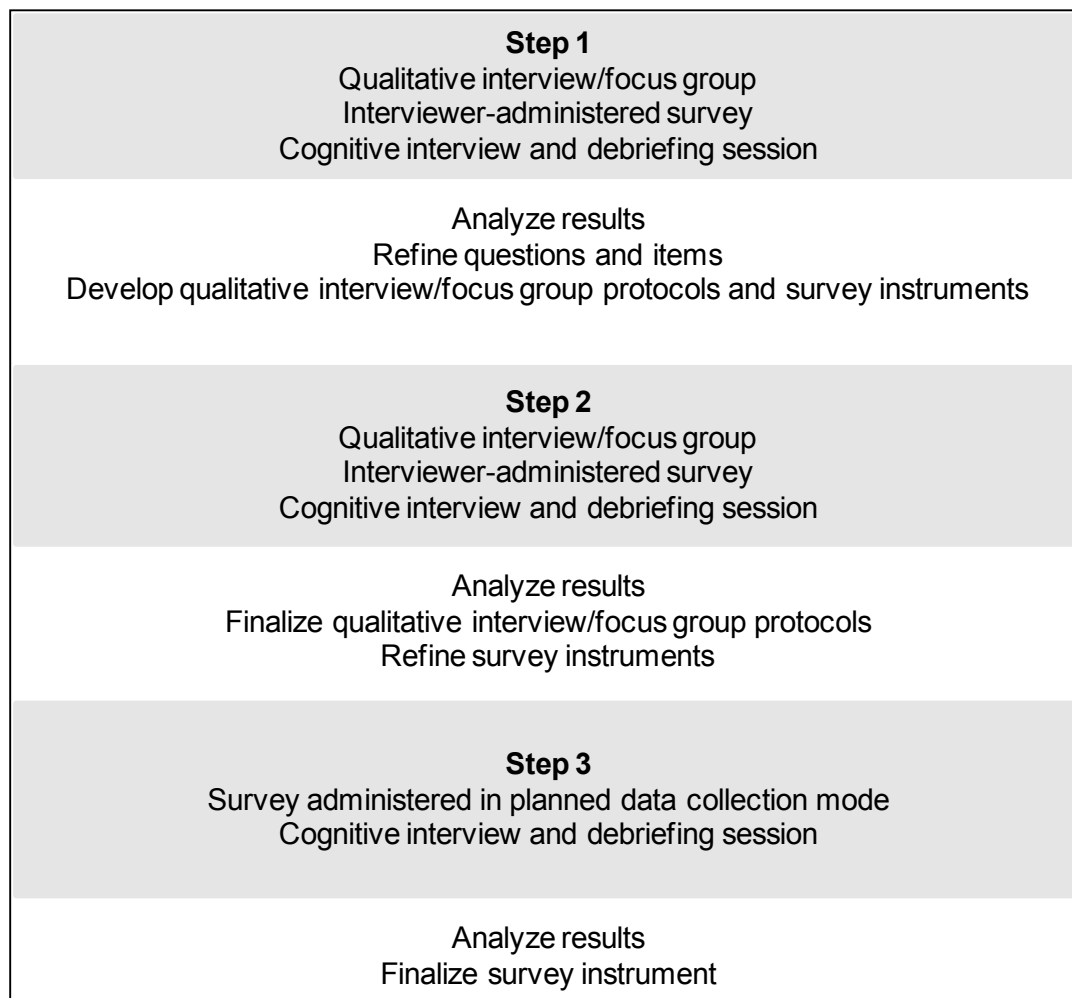 Step 1
Qualitative interview/focus group
Interviewer-administered survey
Cognitive interview and debriefing session
Analyze results
Refine questions and items
Develop qualitative interview/focus group protocols and survey instruments
Step 2
Qualitative interview/focus group
Interviewer-administered survey
Cognitive interview and debriefing session
Analyze results
Finalize qualitative interview/focus group protocols
Refine survey instruments
Step 3
Survey administered in planned data collection mode
Cognitive interview and debriefing session
Analyze results
Finalize survey instrument